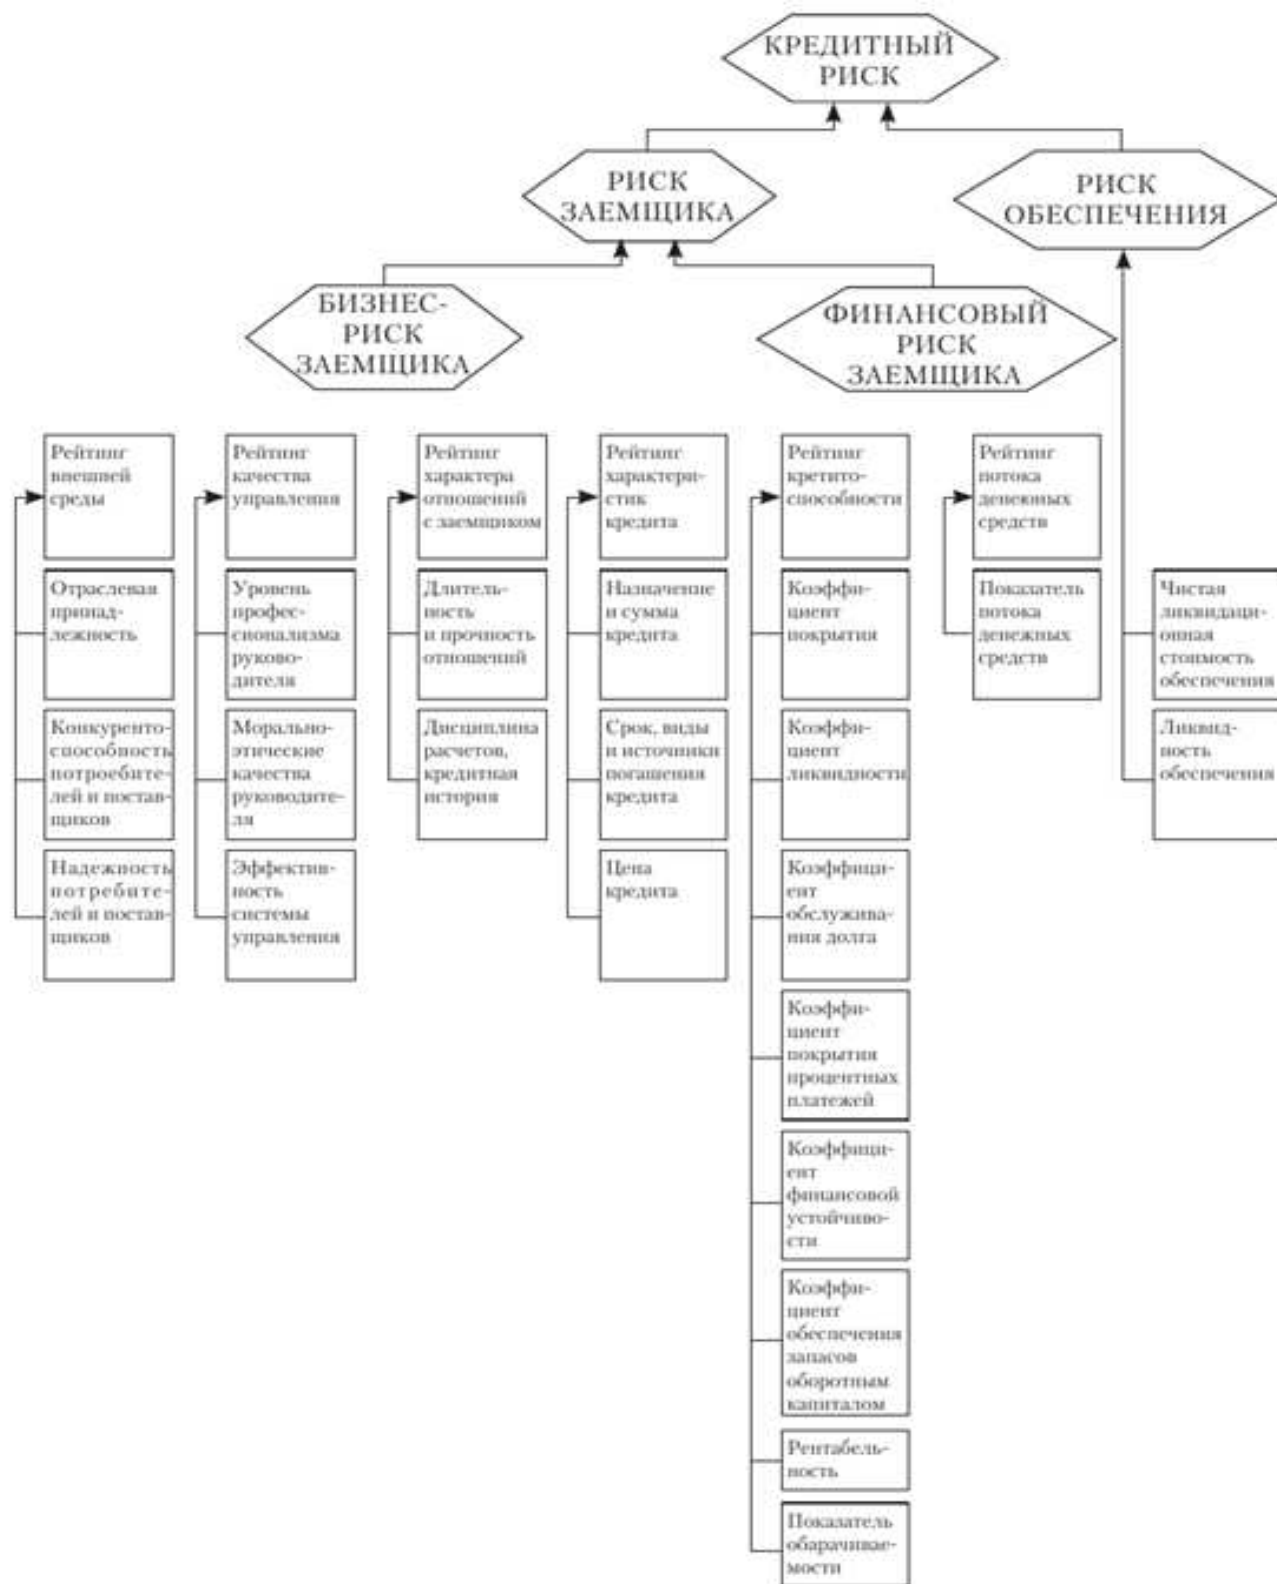 КРЕДИТНЫЙ
РИСК
РИСК
ЗАЕМЩИКА
РИСК
ОБЕСПЕЧЕНИЯ
БИЗНЕС-
РИСК
ЗАЕМЩИКА
ФИНАНСОВЫЙ
РИСК
ЗАЕМЩИКА
Рейтинг
внешней
среды
Отраслевая
принад-
лежность
Конкуренто-
способность
потроебите-
лей и постав-
щиков
Надежность
потребите-
лей и постав-
щиков
Рейтинг
качества
управления
Уровень
профес-
сионализма
руково-
дителя
Морально-
этические
качества
руководите-
ля
Эффектив-
ность
системы
управления
Рейтинг
характера
отношений
с заемщиком
Длитель-
ность
и прочность
отношений
Дисциплина
расчетов,
кредитная
история
Рейтинг
характери-
стик
кредита
Назначение
и сумма
кредита
Срок, виды
и источники
погашения
кредита
Цена
кредита
Рейтинг
кретито-
способности
Коэффи-
циент
покрытия
Коэффи-
циент
ликвидности
Коэффици-
ент
обслужива-
ния долга
Коэффи-
циент
покрытия
процентных
платежей
Коэффици-
ент
финансовой
устойчиво-
сти
Коэффи-
циент
обеспечения
запасов
оборотным
капиталом
Рентабель-
ность
Показатель
обарачивае-
мости
Рейтинг
потока
денежных
средств
Показатель
потока
денежных
средств
Чистая
ликвидаци-
онная
стоимость
обеспечения
Ликвид-
ность
обеспечения